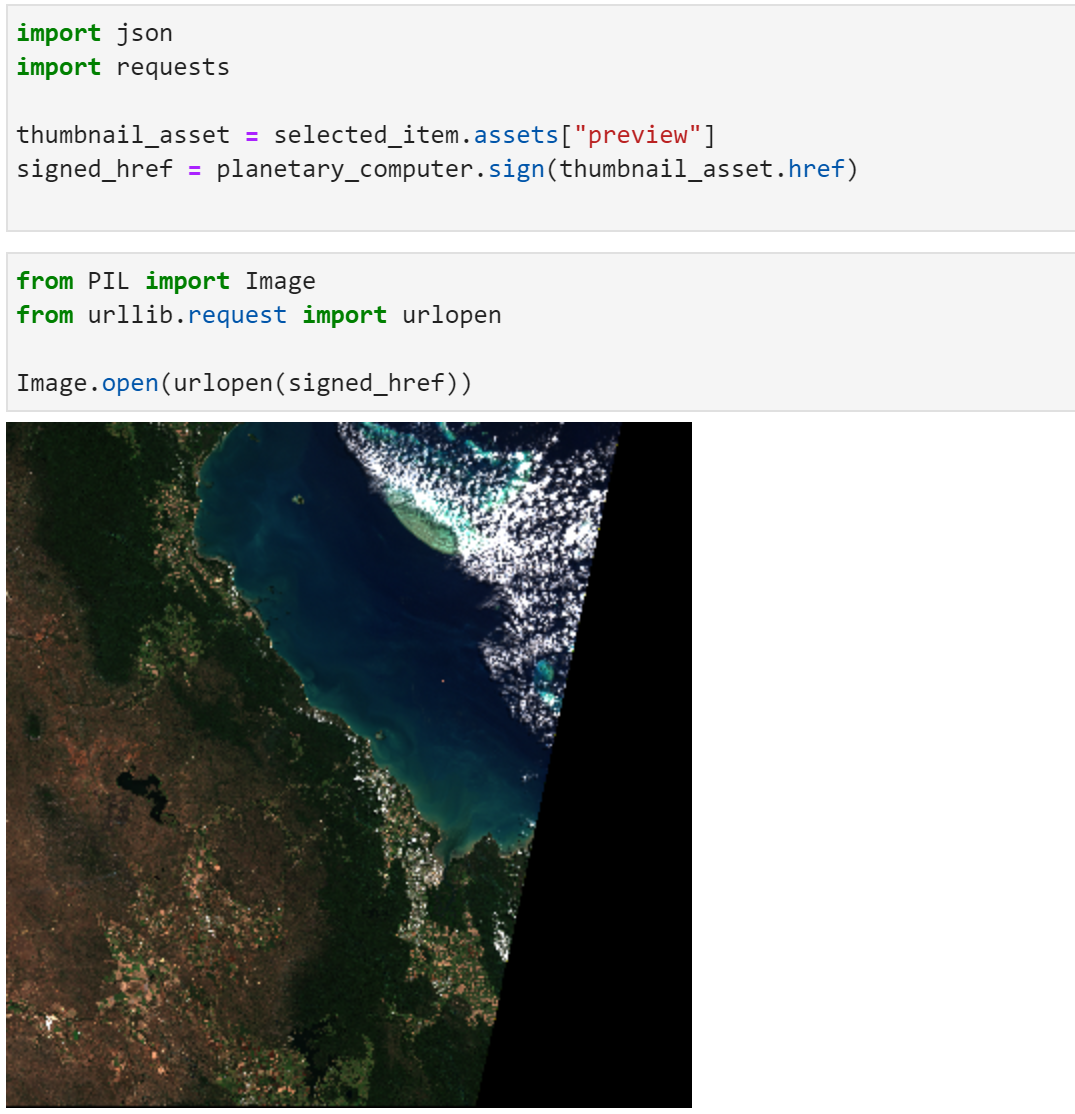 import json
import requests
thumbnail_asset = selected_item.assets["preview"]
signed_href = planetary_computer.sign(thumbnail_asset.href)
from PIL import Image
from urllib.request import urlopen
Image.open(urlopen(signed_href))